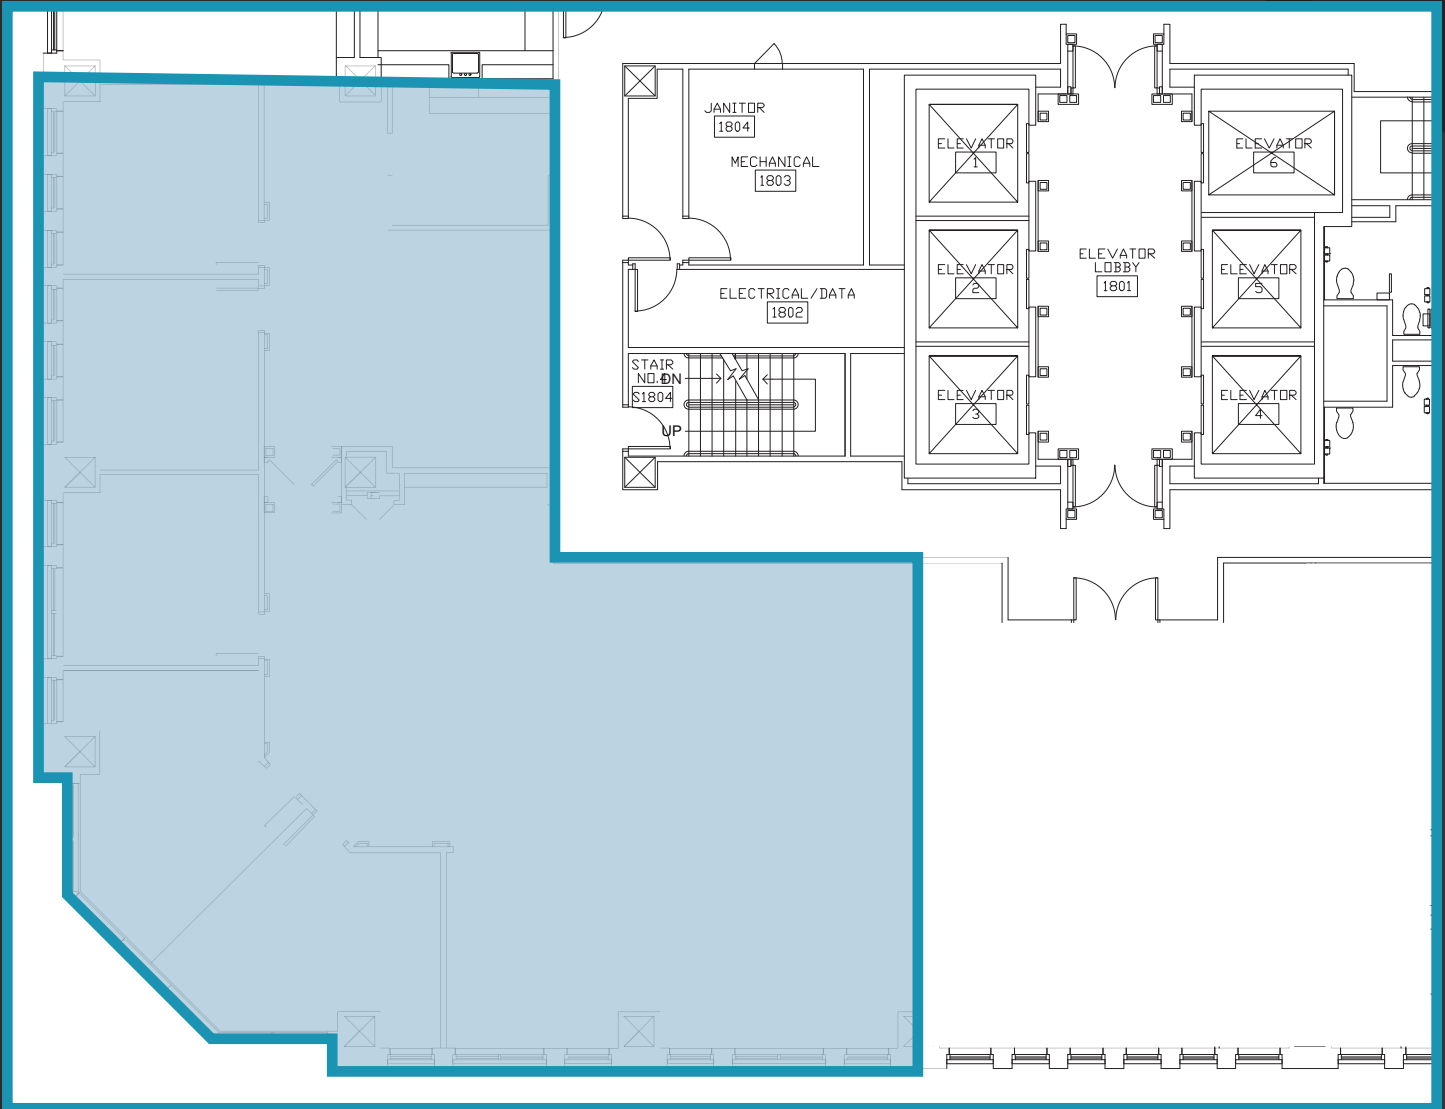 JANITOR
1804
MECHANICAL
1803
ELECTRICAL/DATA
1802
STAIR
NO.
DN
S1804
UP
ELEVATOR
1
ELEVATOR
2
ELEVATOR
3
ELEVATOR
LOBBY
1801
ELEVATOR
6
ELEVATOR
5
ELEVATOR
4